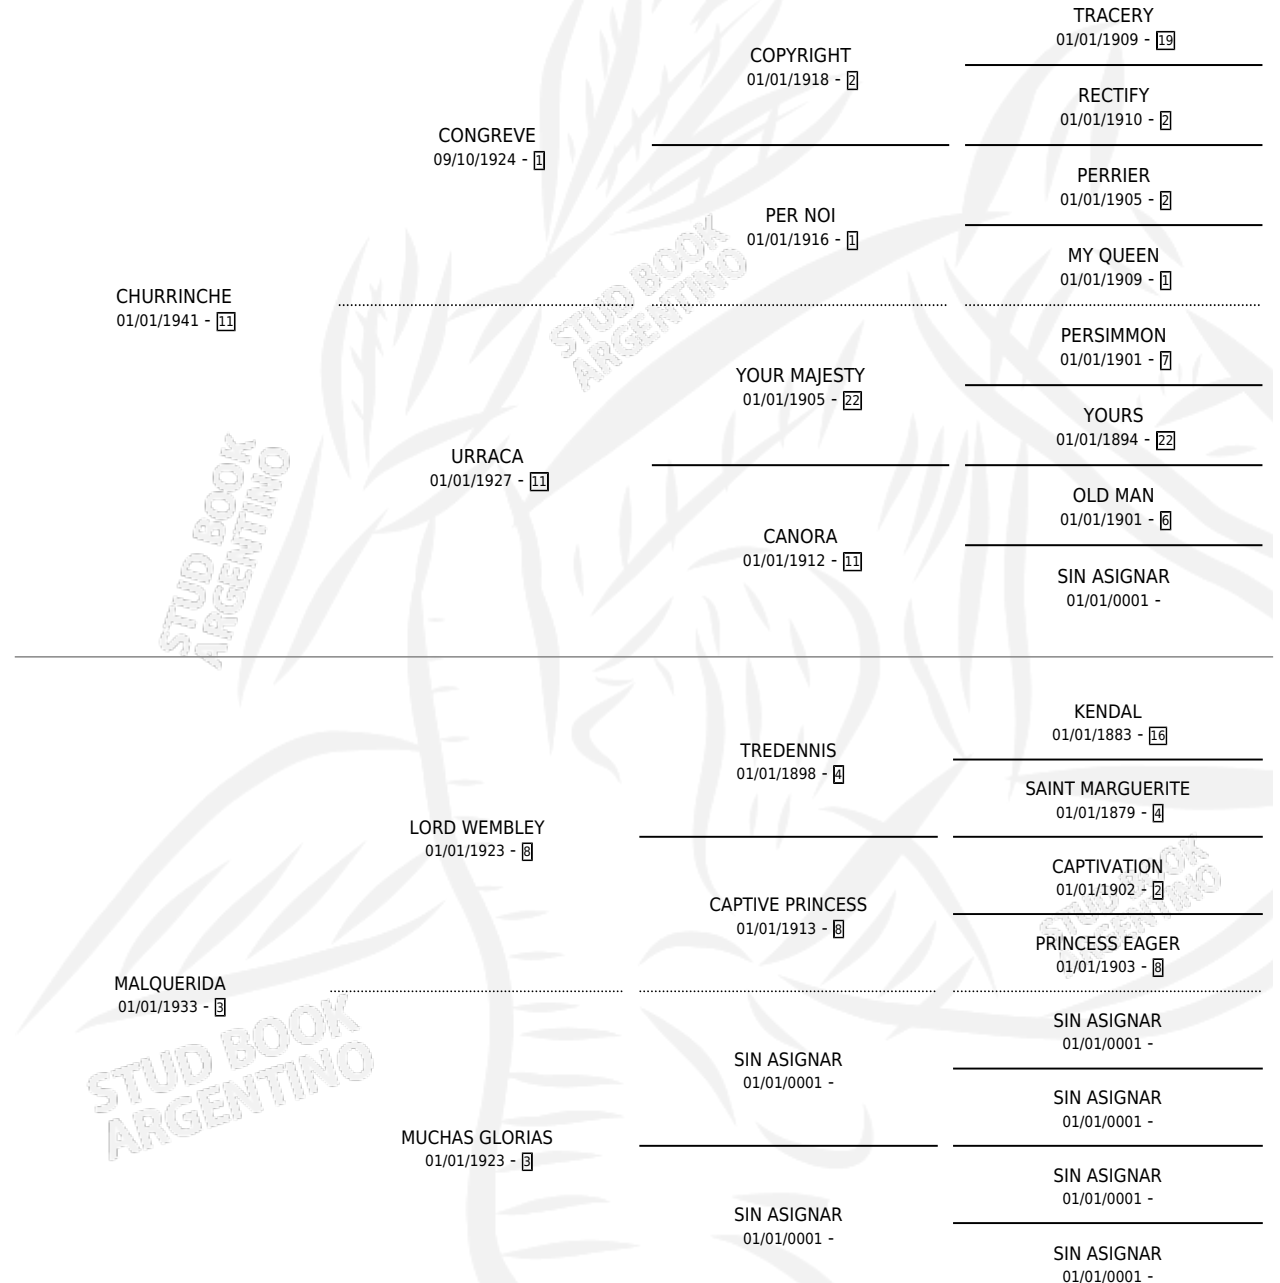 TRACERY
01/01/1909 - 19
COPYRIGHT
01/01/1918 - 2
RECTIFY
01/01/1910 - 2
CONGREVE
09/10/1924 - 1
PERRIER
01/01/1905 - 2
PER NOI
01/01/1916 - 1
MY QUEEN
01/01/1909 - 1
CHURRINCHE
01/01/1941 - 11
PERSIMMON
01/01/1901 - 7
YOUR MAJESTY
01/01/1905 - 22
YOURS
01/01/1894 - 22
URRACA
01/01/1927 - 11
OLD MAN
01/01/1901 - 6
CANORA
01/01/1912 - 11
SIN ASIGNAR
01/01/0001 -
KENDAL
01/01/1883 - 16
TREDENNIS
01/01/1898 - 4
SAINT MARGUERITE
01/01/1879 - 4
LORD WEMBLEY
01/01/1923 - 8
CAPTIVATION
01/01/1902 - 2
CAPTIVE PRINCESS
01/01/1913 - 8
PRINCESS EAGER
01/01/1903 - 8
MALQUERIDA
01/01/1933 - 3
SIN ASIGNAR
01/01/0001 -
SIN ASIGNAR
01/01/0001 -
SIN ASIGNAR
01/01/0001 -
MUCHAS GLORIAS
01/01/1923 - 3
SIN ASIGNAR
01/01/0001 -
SIN ASIGNAR
01/01/0001 -
SIN ASIGNAR
01/01/0001 -
STUD BOOK
ARGENTINO
STUD BOOK
ARGENTINO
STUD BOOK
ARGENTINO
STUD BOOK
ARGENTINO